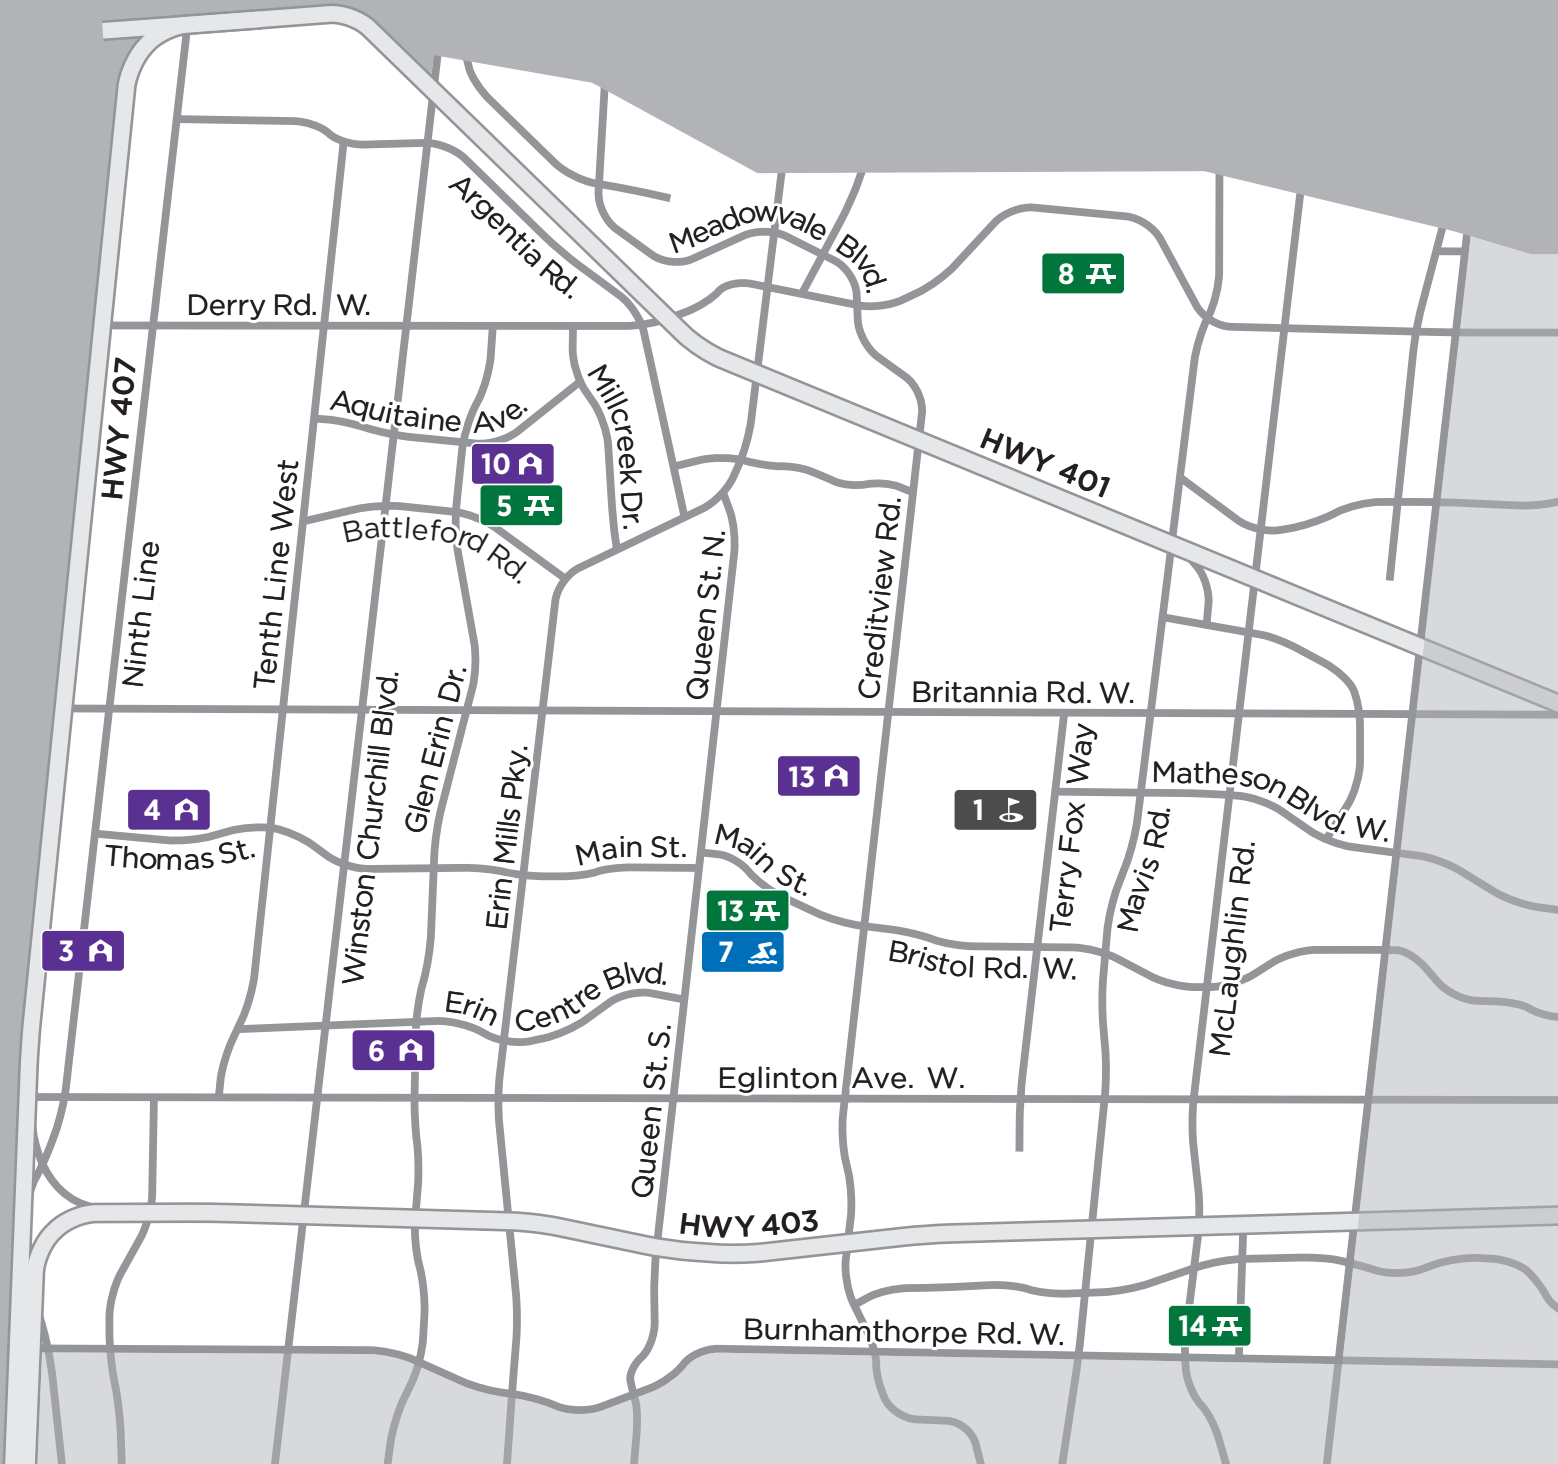 Argentia Rd.
Meadowvale Blvd.
8
Derry Rd. W.
HWY 407
Aquitaine Ave.
Millcreek Dr.
HWY 401
10
5
Tenth Line West
Battleford Rd.
Ninth Line
Queen St. N.
Creditview Rd.
Britannia Rd. W.
Winston Churchill Blvd.
Glen Erin Dr.
Erin Mills Pky.
13
1
Terry Fox Way
Matheson Blvd. W.
4
Thomas St.
Main St.
Main St.
Mavis Rd.
McLaughlin Rd.
13
7
3
Bristol Rd. W.
Erin Centre Blvd.
6
Queen St. S.
Eglinton Ave. W.
HWY 403
Burnhamthorpe Rd. W.
14